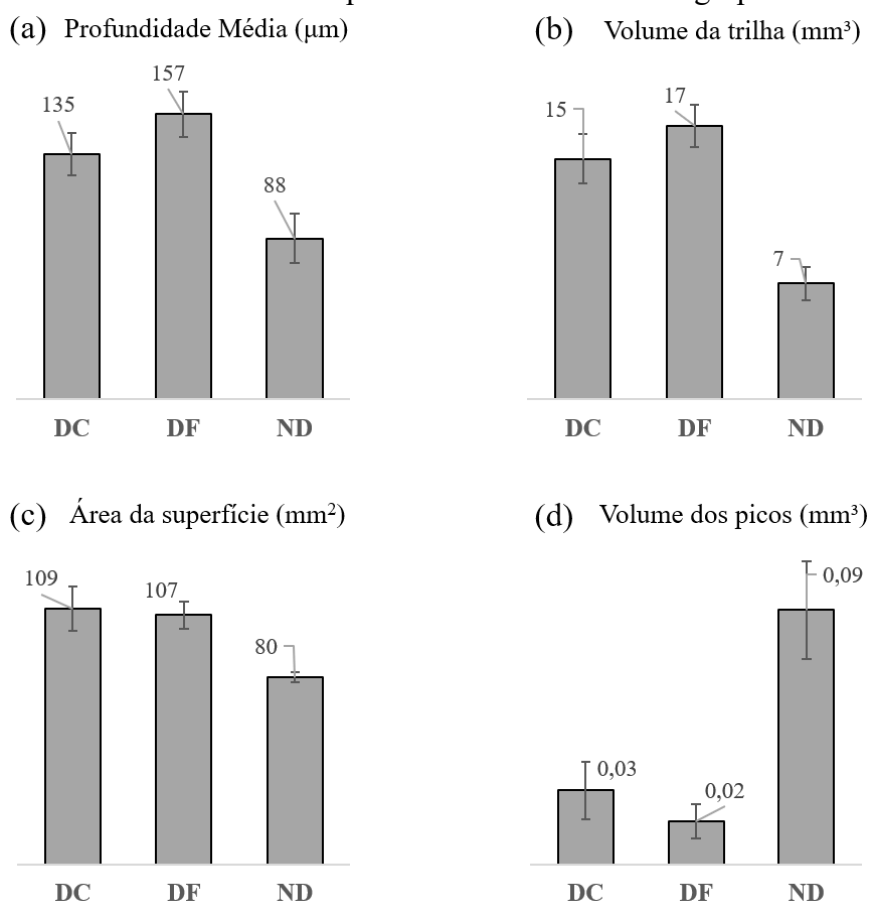 (a) Profundidade Média (μm)
135
157
88
DC DF ND
(b) Volume da trilha (mm³)
15
17
7
DC DF ND
(c) Área da superfície (mm²)
109
107
80
DC DF ND
(d) Volume dos picos (mm³)
0,03
0,02
0,09
DC DF ND